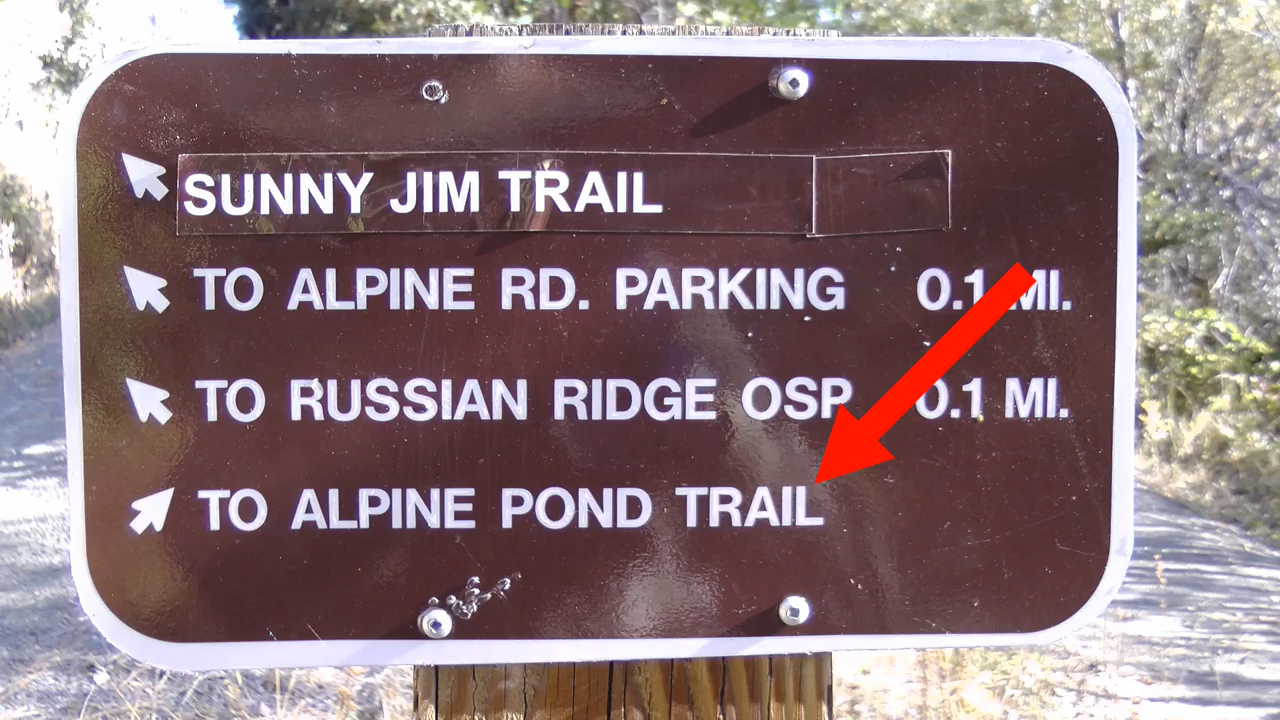 SUNNY JIM TRAIL
TO ALPINE RD. PARKING 0.1 MI.
TO RUSSIAN RIDGE OSP 0.1 MI.
TO ALPINE POND TRAIL